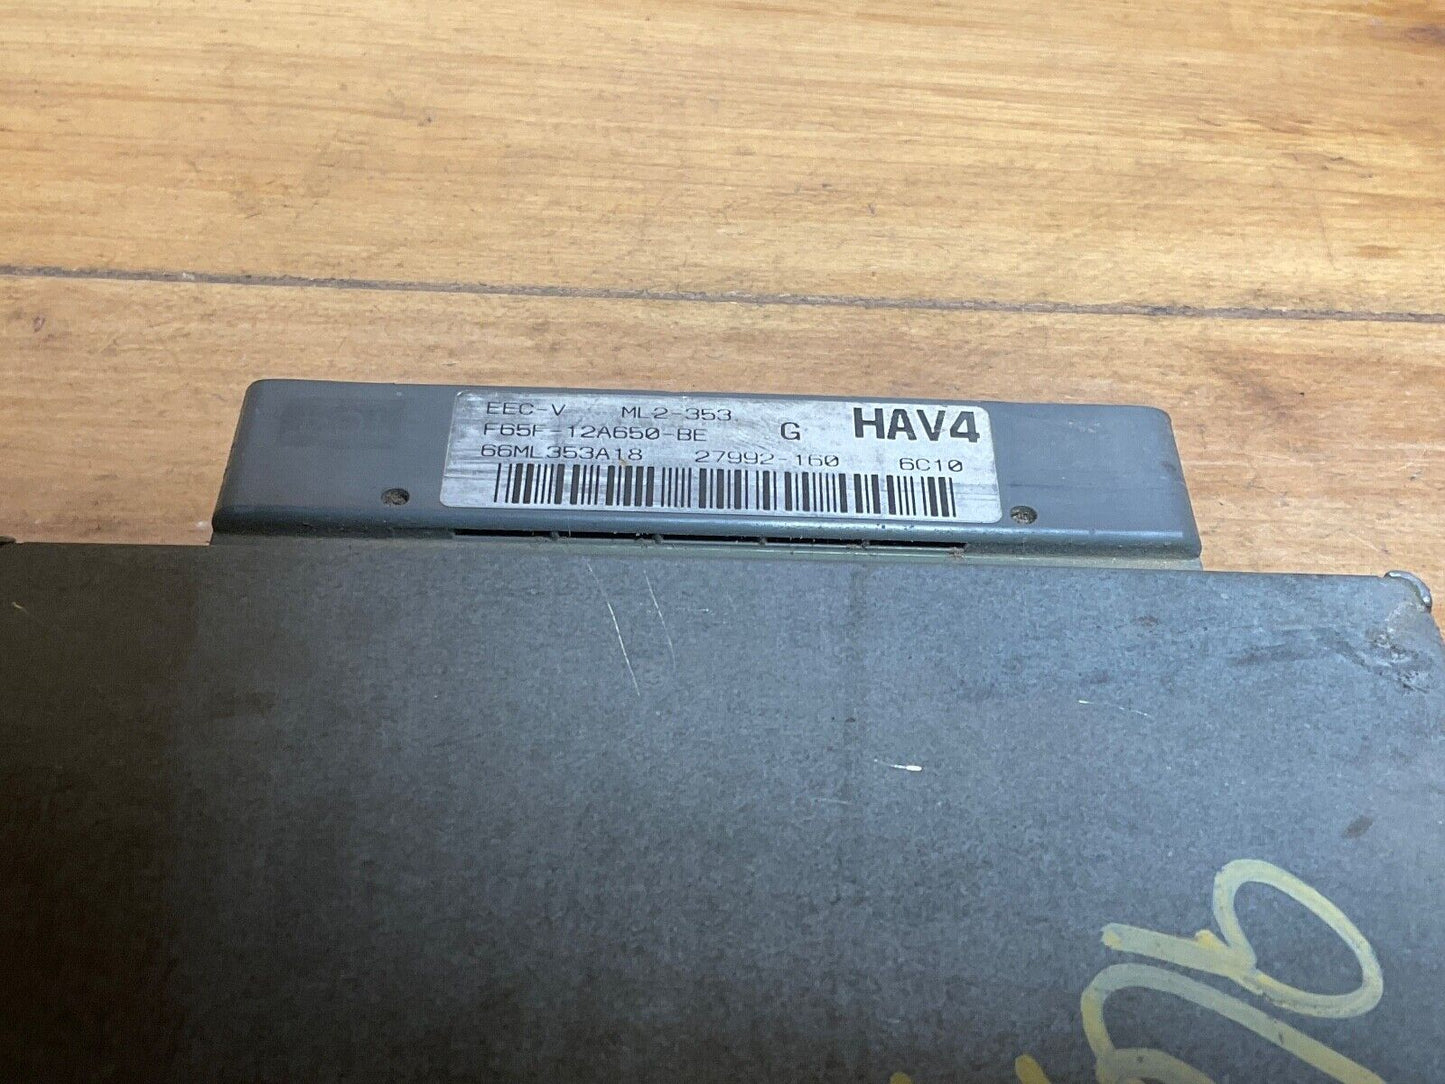 EEC-V ML2-353
F65F-12A650-BE G HAV4
66ML353A18 27992-160 6C10